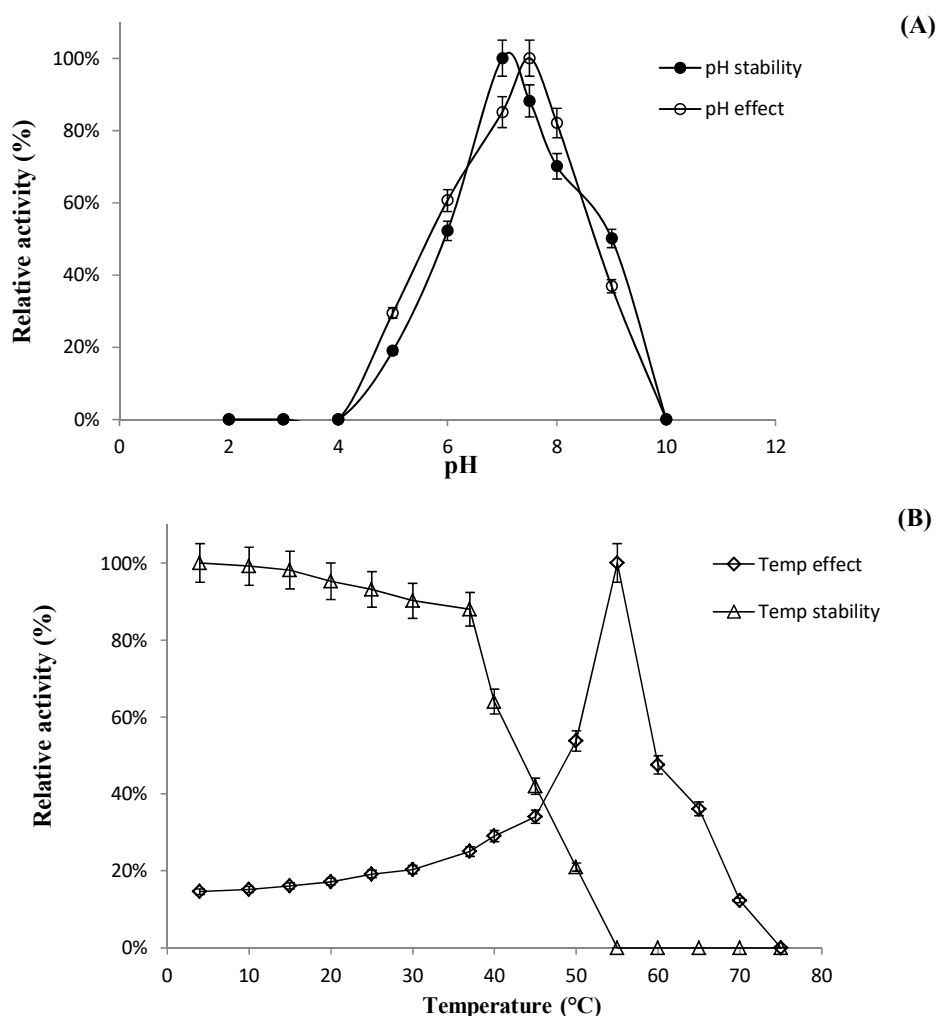 (A)
100%
80%
60%
40%
20%
0%
Relative activity (%)
pH stability
pH effect
0 2 4 6 8 10 12
pH
(B)
100%
80%
60%
40%
20%
0%
Relative activity (%)
Temp effect
Temp stability
0 10 20 30 40 50 60 70 80
Temperature (°C)